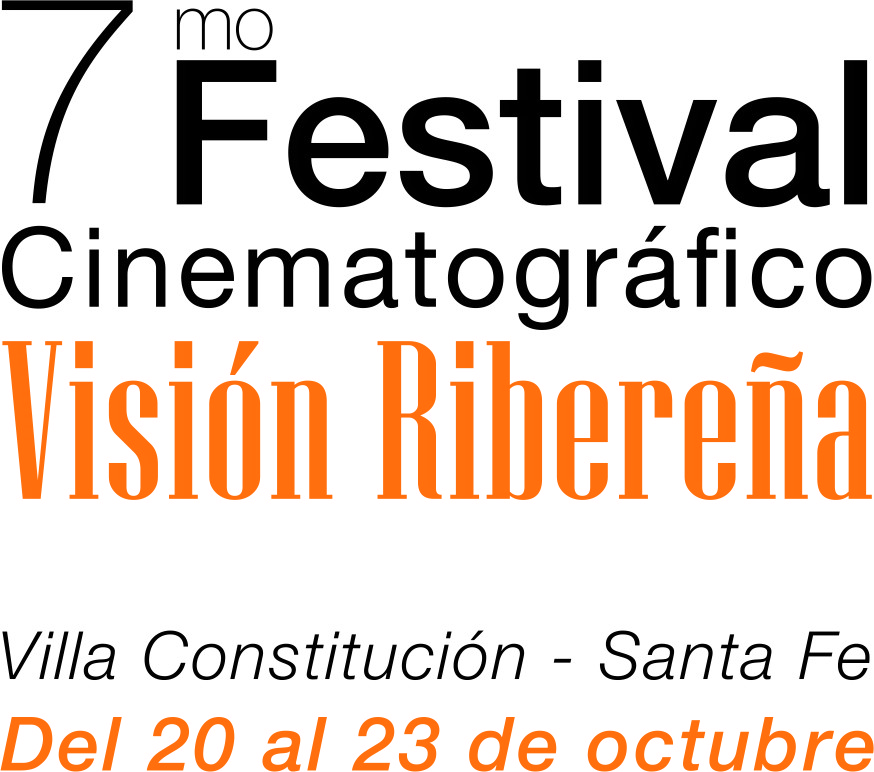 7mo Festival
Cinematográfico
Visión Ribereña
Villa Constitución - Santa Fe
Del 20 al 23 de octubre